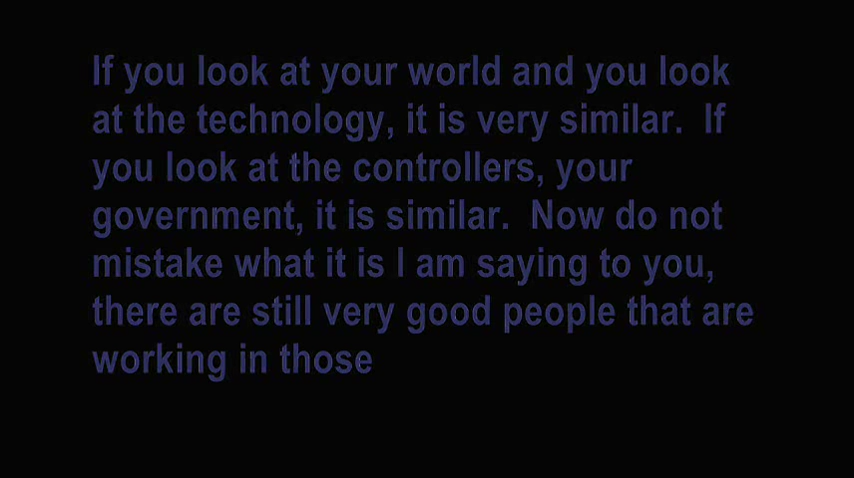 If you look at your world and you look
at the technology, it is very similar.  If
you look at the controllers, your
government, it is similar.  Now do not
mistake what it is I am saying to you,
there are still very good people that are
working in those